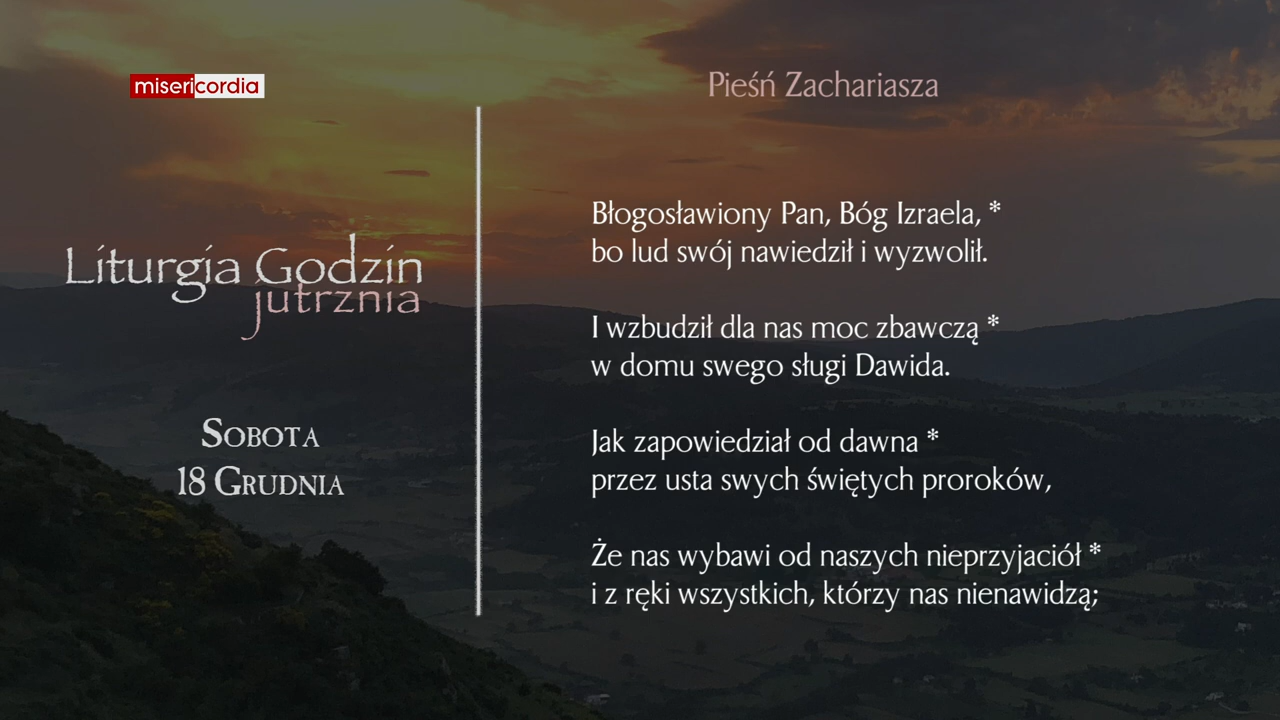 misericordia
Liturgia Godzin
jutrznia
Sobota
18 Grudnia
Pieśń Zachariasza
Błogosławiony Pan, Bóg Izraela, *
bo lud swój nawiedził i wyzwolił.
I wzbudził dla nas moc zbawczą *
w domu swego sługi Dawida.
Jak zapowiedział od dawna *
przez usta swych świętych proroków,
Że nas wybawi od naszych nieprzyjaciół *
i z ręki wszystkich, którzy nas nienawidzą;